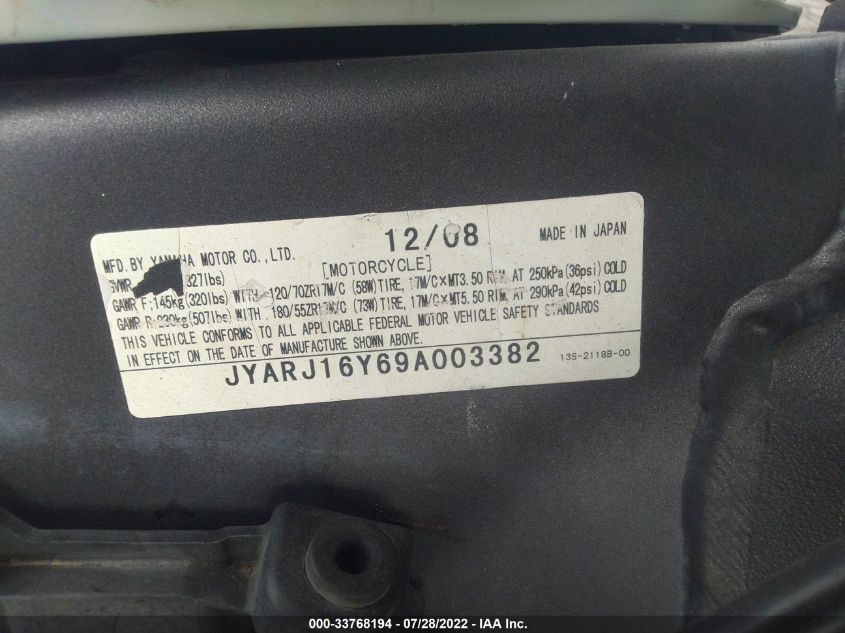 12/08 MADE IN JAPAN
MFD. BY YAMAHA MOTOR CO., LTD.
[MOTORCYCLE]
GVWR 327lbs)
GAWR F:145kg(320lbs) WITH 120/70ZR17M/C (58W)TIRE, 17M/C×MT3.50 RIM, AT 250kPa(36psi)COLD
GAWR R:230kg(507lbs) WITH 180/55ZR17M/C (73W)TIRE, 17M/C×MT5.50 RIM, AT 290kPa(42psi)COLD
THIS VEHICLE CONFORMS TO ALL APPLICABLE FEDERAL MOTOR VEHICLE SAFETY STANDARDS
IN EFFECT ON THE DATE OF MANUFACTURE SHOWN ABOVE.
JYARJ16Y69A003382 13S-2118B-00
000-33768194 - 07/28/2022 - IAA Inc.